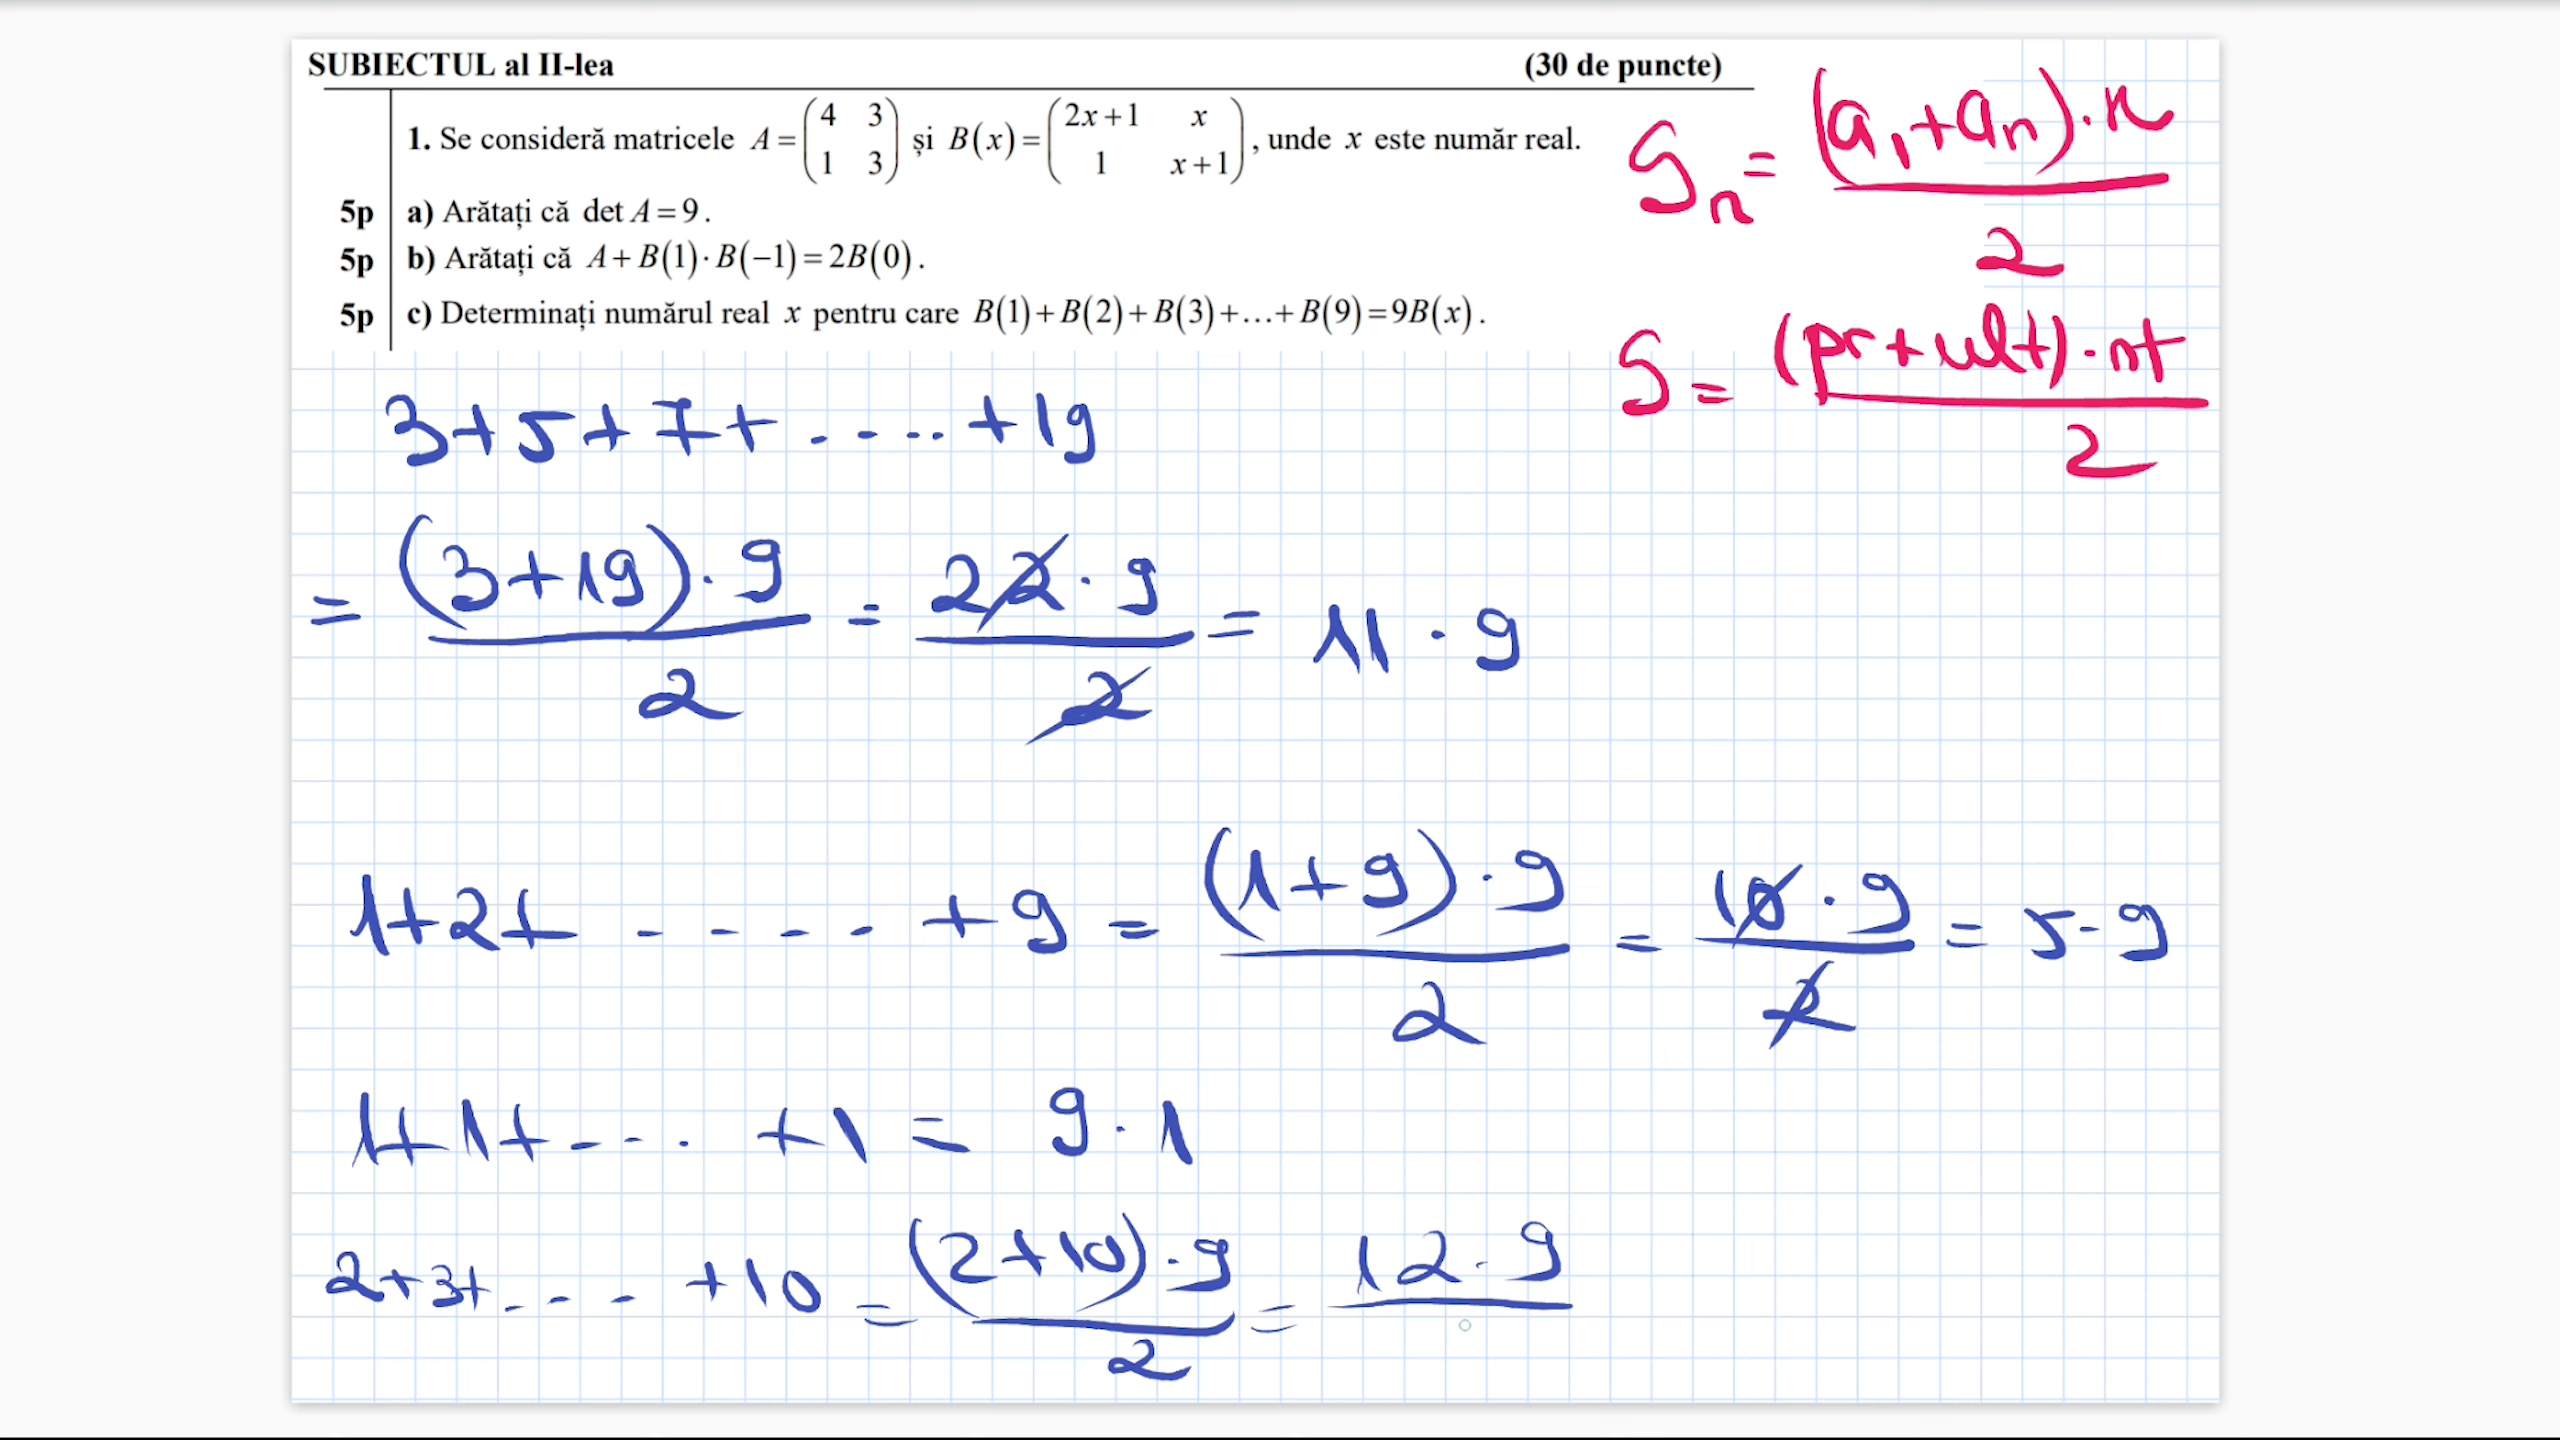 SUBIECTUL al II-lea (30 de puncte)
1. Se consideră matricele A = (4 3; 1 3) și B(x) = (2x+1 x; 1 x+1), unde x este număr real.
5p a) Arătați că det A = 9.
5p b) Arătați că A + B(1)·B(−1) = 2B(0).
5p c) Determinați numărul real x pentru care B(1)+B(2)+B(3)+...+B(9)=9B(x).
Sn = (a1+an)·n / 2
S = (pr+ult)·nt / 2
3+5+7+.....+19
= (3+19)·9 / 2 = 22·9 / 2 = 11·9
1+2+ - - - - +9 = (1+9)·9 / 2 = 10·9 / 2 = 5·9
1+1+--. +1 = 9·1
2+3+--- +10 = (2+10)·9 / 2 = 12·9